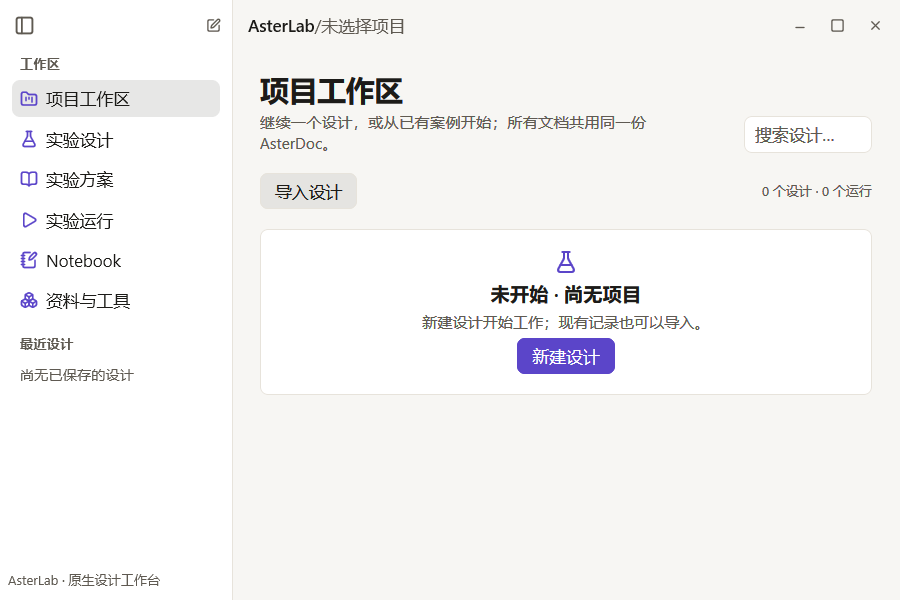 AsterLab/未选择项目
工作区
项目工作区
实验设计
实验方案
实验运行
Notebook
资料与工具
最近设计
尚无已保存的设计
AsterLab · 原生设计工作台
项目工作区
继续一个设计，或从已有案例开始；所有文档共用同一份
AsterDoc。
搜索设计...
导入设计
0 个设计 · 0 个运行
未开始 · 尚无项目
新建设计开始工作；现有记录也可以导入。
新建设计